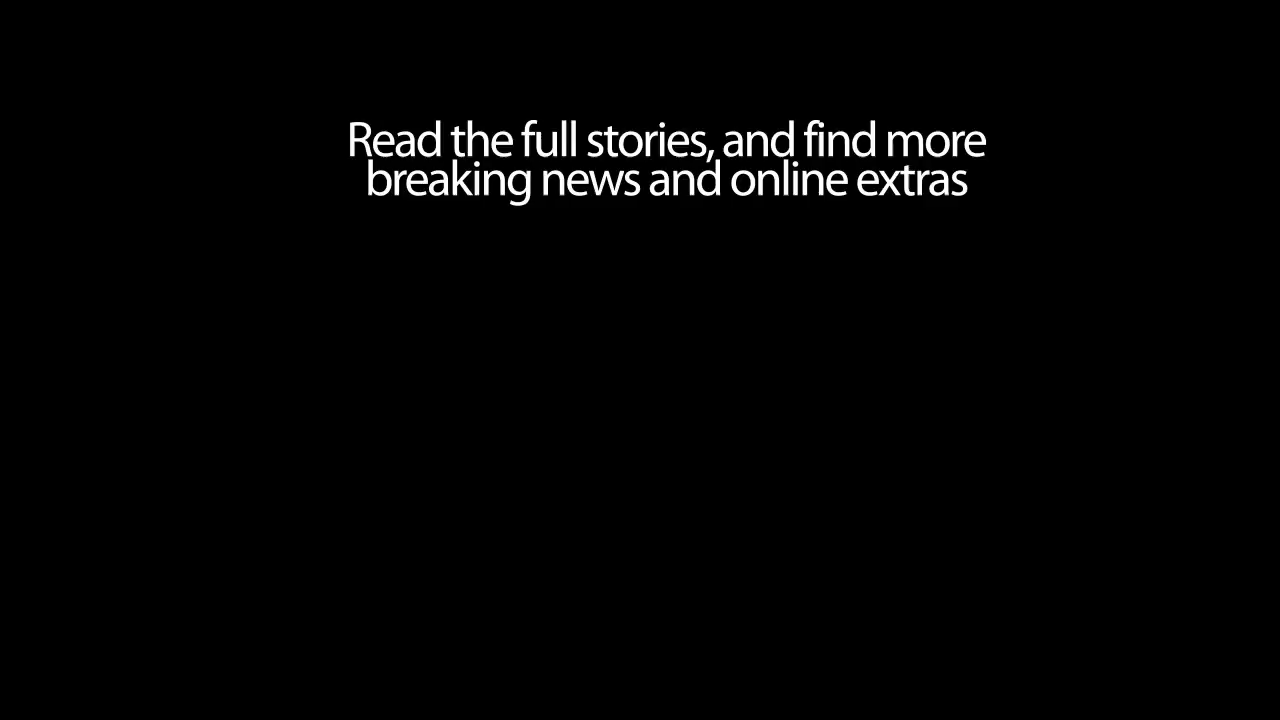 Read the full stories, and find more
breaking news and online extras